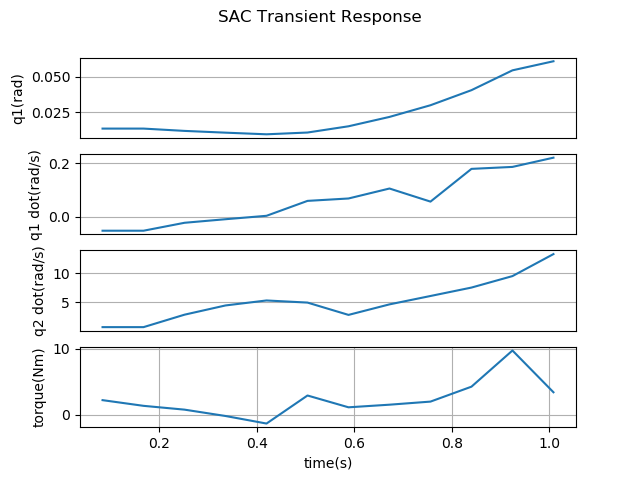 SAC Transient Response
0.050
0.025
q1(rad)
0.2
0.0
q1 dot(rad/s)
10
5
q2 dot(rad/s)
10
0
torque(Nm)
0.2 0.4 0.6 0.8 1.0
time(s)